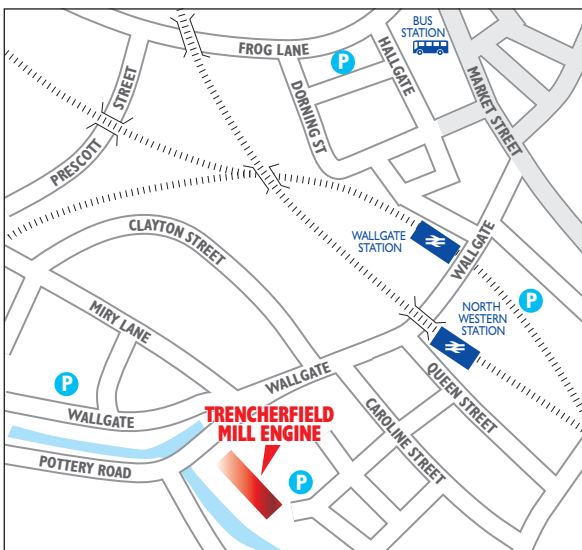 BUS
STATION
FROG LANE
P
HALLGATE
MARKET STREET
STREET
PRESCOTT
DORNING ST
CLAYTON STREET
WALLGATE
STATION
WALLGATE
P
NORTH
WESTERN
STATION
MIRY LANE
P
WALLGATE
QUEEN STREET
WALLGATE
TRENCHERFIELD
MILL ENGINE
CAROLINE STREET
POTTERY ROAD
P